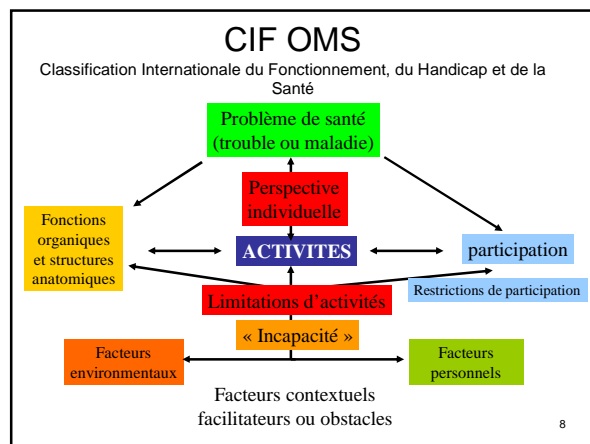 CIF OMS
Classification Internationale du Fonctionnement, du Handicap et de la
Santé
Problème de santé
(trouble ou maladie)
Perspective
individuelle
Fonctions
organiques
et structures
anatomiques
ACTIVITES
participation
Limitations d'activités
Restrictions de participation
« Incapacité »
Facteurs
environmentaux
Facteurs
personnels
Facteurs contextuels
facilitateurs ou obstacles
8